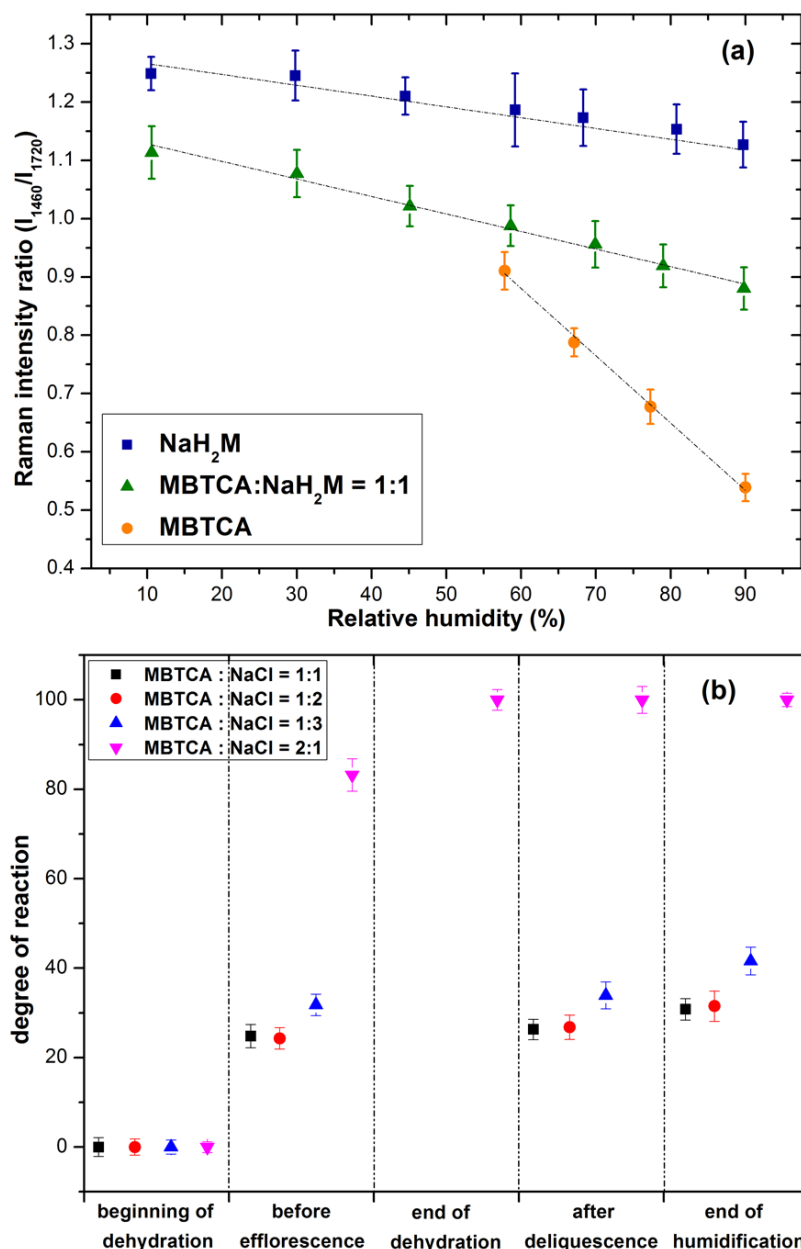 (a)
Raman intensity ratio (I1460/I1720)
1.3
1.2
1.1
1.0
0.9
0.8
0.7
0.6
0.5
0.4
NaH2M
MBTCA:NaH2M = 1:1
MBTCA
10 20 30 40 50 60 70 80 90
Relative humidity (%)
(b)
MBTCA : NaCl = 1:1
MBTCA : NaCl = 1:2
MBTCA : NaCl = 1:3
MBTCA : NaCl = 2:1
degree of reaction
100
80
60
40
20
0
beginning of
dehydration
before
efflorescence
end of
dehydration
after
deliquescence
end of
humidification